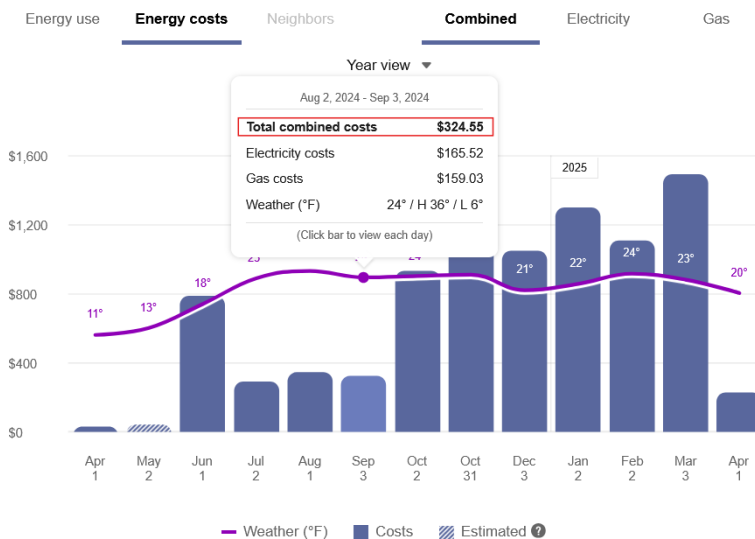 Energy use Energy costs Neighbors Combined Electricity Gas
Year view
Aug 2, 2024 - Sep 3, 2024
Total combined costs $324.55
Electricity costs $165.52
Gas costs $159.03
Weather (°F) 24° / H 36° / L 6°
(Click bar to view each day)
$1,600
2025
$1,200
$800
$400
$0
11° 13° 18° 21° 22° 24° 23° 20°
Apr 1 May 2 Jun 1 Jul 2 Aug 1 Sep 3 Oct 2 Oct 31 Dec 3 Jan 2 Feb 2 Mar 3 Apr 1
Weather (°F) Costs Estimated ?